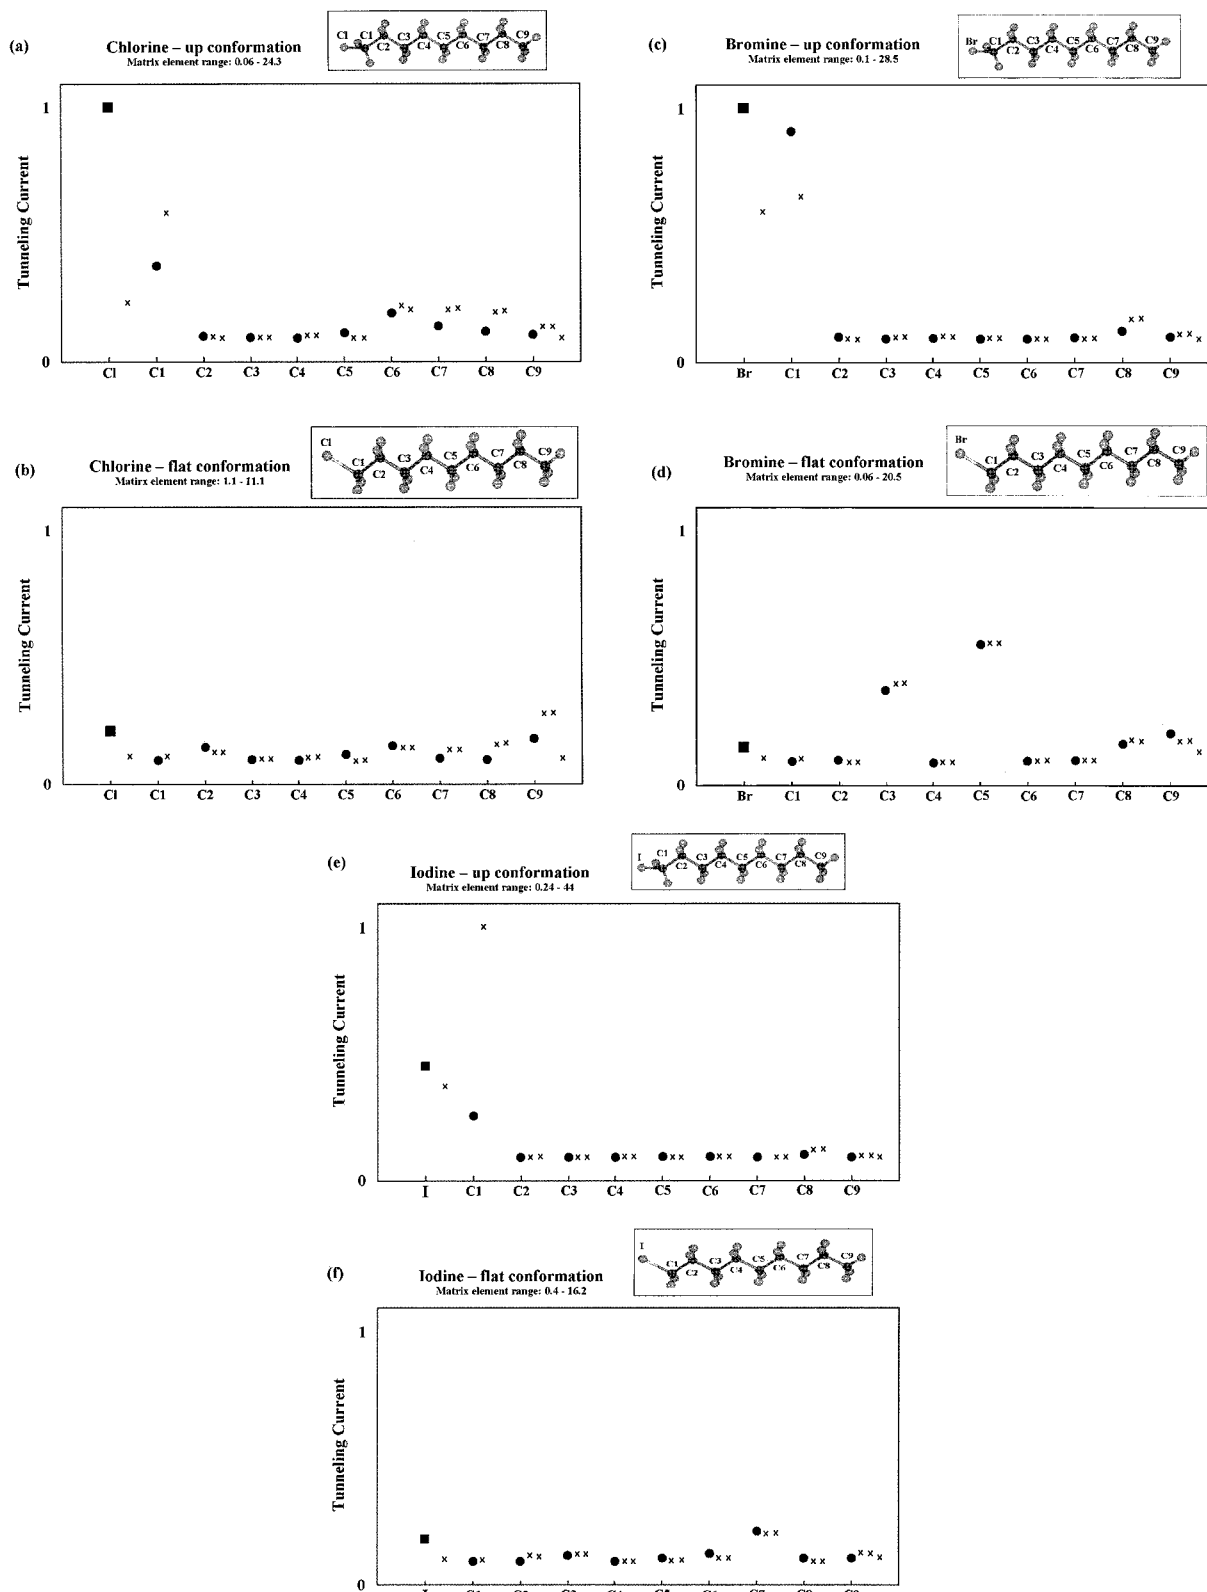 (a)
Chlorine – up conformation
Matrix element range: 0.06 - 24.3
Cl C1 C2 C3 C4 C5 C6 C7 C8 C9
Tunneling Current
1
0
Cl C1 C2 C3 C4 C5 C6 C7 C8 C9
(b)
Chlorine – flat conformation
Matirx element range: 1.1 - 11.1
Cl C1 C2 C3 C4 C5 C6 C7 C8 C9
Tunneling Current
1
0
Cl C1 C2 C3 C4 C5 C6 C7 C8 C9
(c)
Bromine – up conformation
Matrix element range: 0.1 - 28.5
Br C1 C2 C3 C4 C5 C6 C7 C8 C9
Tunneling Current
1
0
Br C1 C2 C3 C4 C5 C6 C7 C8 C9
(d)
Bromine – flat conformation
Matrix element range: 0.06 - 20.5
Br C1 C2 C3 C4 C5 C6 C7 C8 C9
Tunneling Current
1
0
Br C1 C2 C3 C4 C5 C6 C7 C8 C9
(e)
Iodine – up conformation
Matrix element range: 0.24 - 44
I C1 C2 C3 C4 C5 C6 C7 C8 C9
Tunneling Current
1
0
I C1 C2 C3 C4 C5 C6 C7 C8 C9
(f)
Iodine – flat conformation
Matrix element range: 0.4 - 16.2
I C1 C2 C3 C4 C5 C6 C7 C8 C9
Tunneling Current
1
0